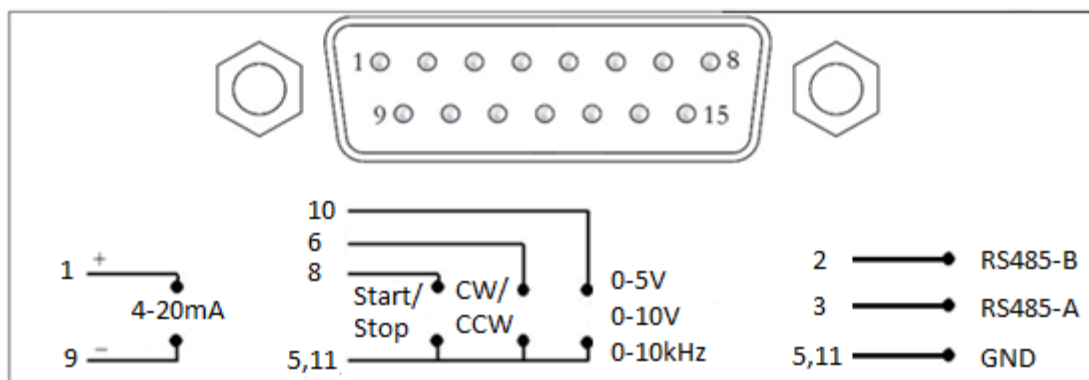 1 8
9 15
10
6
8
5,11
Start/
Stop
CW/
CCW
0-5V
0-10V
0-10kHz
1 +
4-20mA
9 −
2 RS485-B
3 RS485-A
5,11 GND